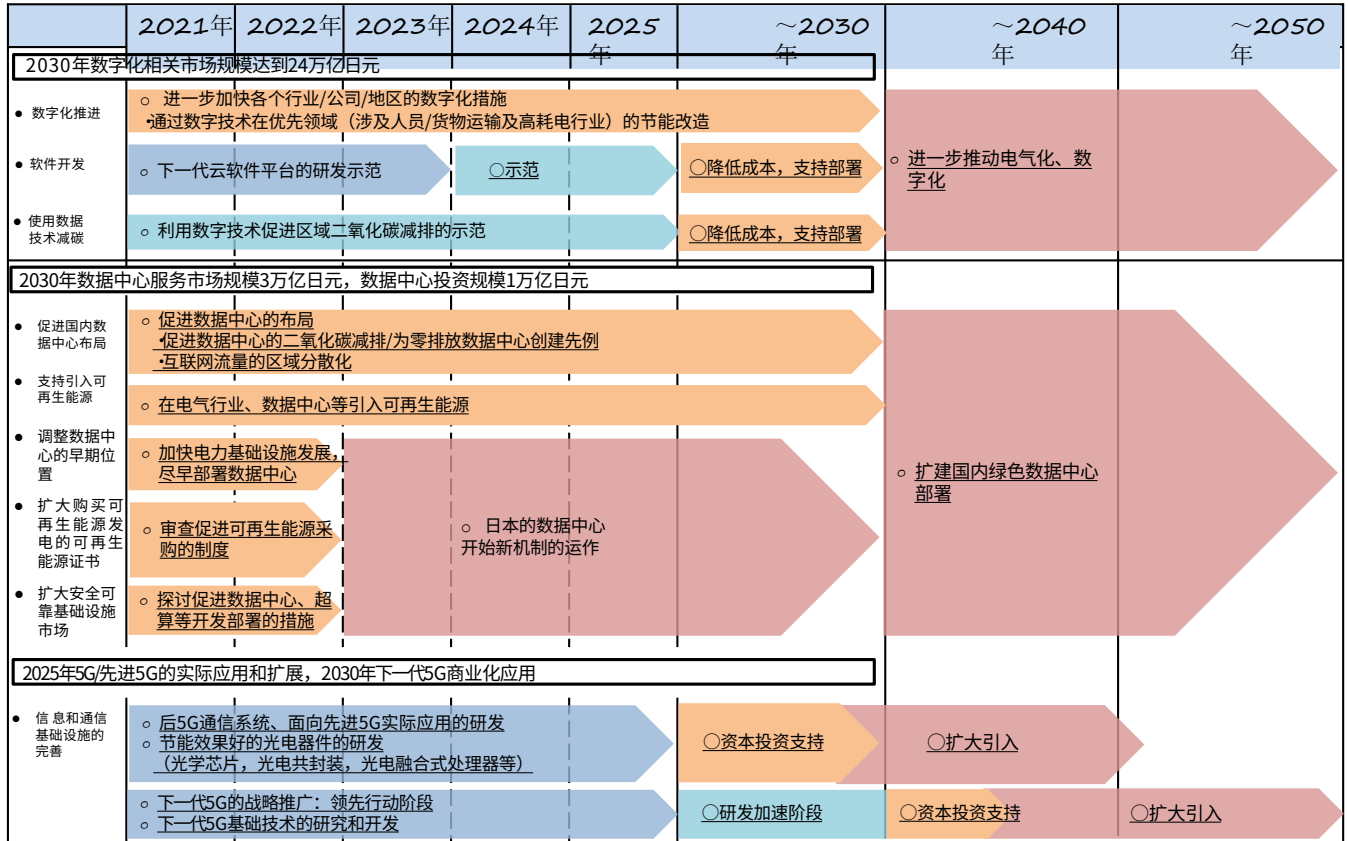 2021年 2022年 2023年 2024年 2025年 ～2030年 ～2040年 ～2050年
2030年数字化相关市场规模达到24万亿日元
● 数字化推进
○ 进一步加快各个行业/公司/地区的数字化措施
·通过数字技术在优先领域（涉及人员/货物运输及高耗电行业）的节能改造
● 软件开发
○ 下一代云软件平台的研发示范
○示范
○降低成本，支持部署
○ 进一步推动电气化、数
字化
● 使用数据
技术减碳
○ 利用数字技术促进区域二氧化碳减排的示范
○降低成本，支持部署
2030年数据中心服务市场规模3万亿日元，数据中心投资规模1万亿日元
● 促进国内数
据中心布局
○ 促进数据中心的布局
·促进数据中心的二氧化碳减排/为零排放数据中心创建先例
·互联网流量的区域分散化
● 支持引入可
再生能源
○ 在电气行业、数据中心等引入可再生能源
● 调整数据中
心的早期位
置
○ 加快电力基础设施发展，
尽早部署数据中心
○ 扩建国内绿色数据中心
部署
● 扩大购买可
再生能源发
电的可再生
能源证书
○ 审查促进可再生能源采
购的制度
○ 日本的数据中心
开始新机制的运作
● 扩大安全可
靠基础设施
市场
○ 探讨促进数据中心、超
算等开发部署的措施
2025年5G/先进5G的实际应用和扩展，2030年下一代5G商业化应用
● 信息和通信
基础设施的
完善
○ 后5G通信系统、面向先进5G实际应用的研发
○ 节能效果好的光电器件的研发
（光学芯片，光电共封装，光电融合式处理器等）
○资本投资支持
○扩大引入
○ 下一代5G的战略推广：领先行动阶段
○ 下一代5G基础技术的研究和开发
○研发加速阶段
○资本投资支持
○扩大引入